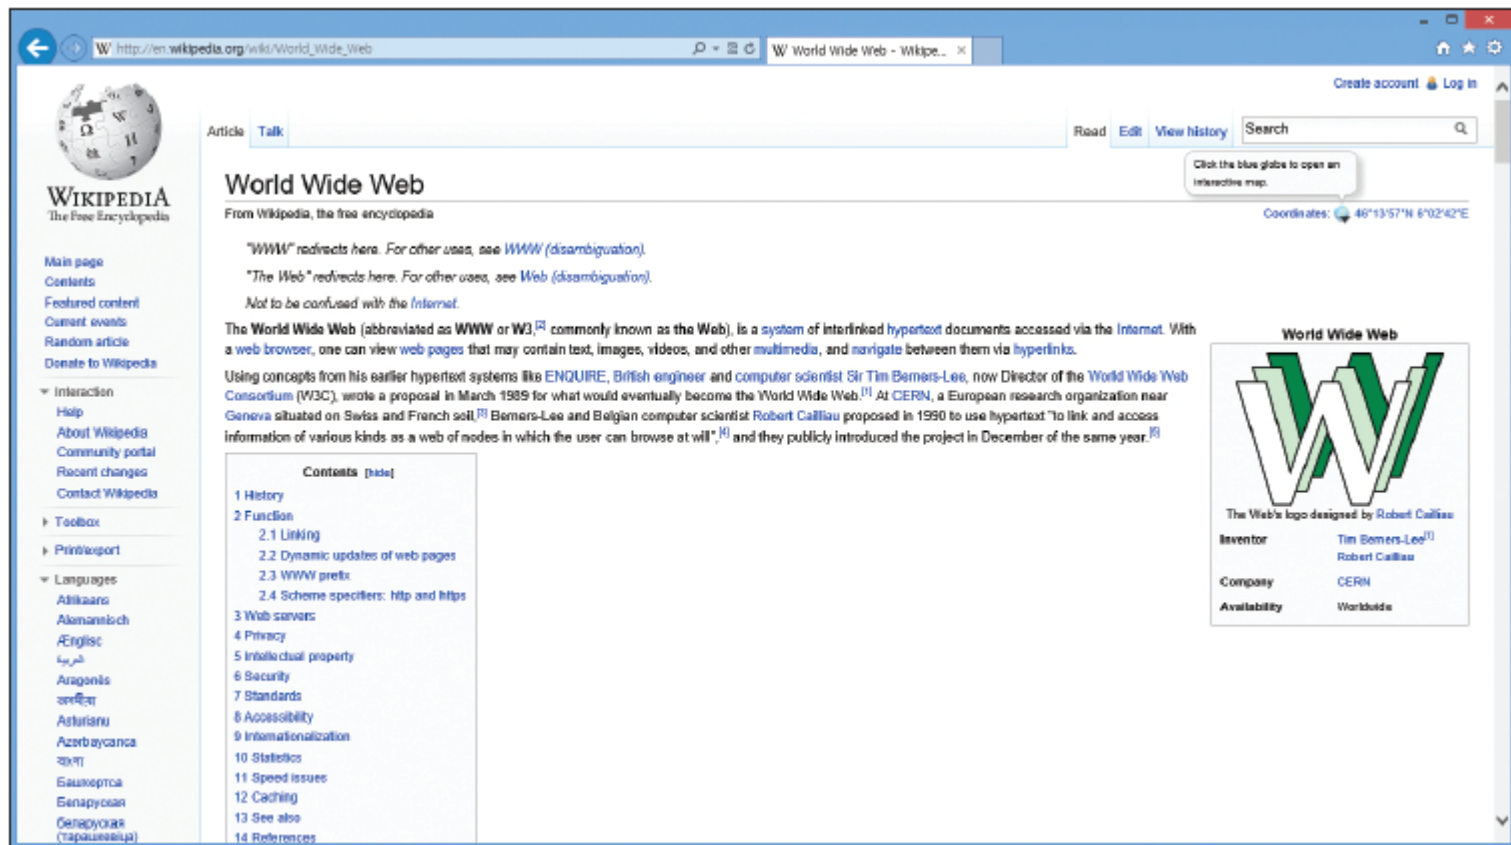 http://en.wikipedia.org/wiki/World_Wide_Web
W World Wide Web - Wikipe...
Create account Log in
Article Talk
Read Edit View history Search
Click the blue globe to open an
interactive map.
WIKIPEDIA
The Free Encyclopedia
World Wide Web
From Wikipedia, the free encyclopedia
Coordinates: 46°13′57″N 6°02′42″E
"WWW" redirects here. For other uses, see WWW (disambiguation).
"The Web" redirects here. For other uses, see Web (disambiguation).
Not to be confused with the Internet.
The World Wide Web (abbreviated as WWW or W3,[2] commonly known as the Web), is a system of interlinked hypertext documents accessed via the Internet. With
a web browser, one can view web pages that may contain text, images, videos, and other multimedia, and navigate between them via hyperlinks.
Using concepts from his earlier hypertext systems like ENQUIRE, British engineer and computer scientist Sir Tim Berners-Lee, now Director of the World Wide Web
Consortium (W3C), wrote a proposal in March 1989 for what would eventually become the World Wide Web.[1] At CERN, a European research organization near
Geneva situated on Swiss and French soil,[3] Berners-Lee and Belgian computer scientist Robert Cailliau proposed in 1990 to use hypertext "to link and access
information of various kinds as a web of nodes in which the user can browse at will",[4] and they publicly introduced the project in December of the same year.[5]
Main page
Contents
Featured content
Current events
Random article
Donate to Wikipedia
Interaction
Help
About Wikipedia
Community portal
Recent changes
Contact Wikipedia
Toolbox
Print/export
Languages
Afrikaans
Alemannisch
Ænglisc
العربية
Aragonés
অসমীয়া
Asturianu
Azərbaycanca
বাংলা
Башҡортса
Беларуская
беларуская
(тарашкевіца)
Contents [hide]
1 History
2 Function
2.1 Linking
2.2 Dynamic updates of web pages
2.3 WWW prefix
2.4 Scheme specifiers: http and https
3 Web servers
4 Privacy
5 Intellectual property
6 Security
7 Standards
8 Accessibility
9 Internationalization
10 Statistics
11 Speed issues
12 Caching
13 See also
14 References
World Wide Web
The Web's logo designed by Robert Cailliau
Inventor Tim Berners-Lee[1]
Robert Cailliau
Company CERN
Availability Worldwide